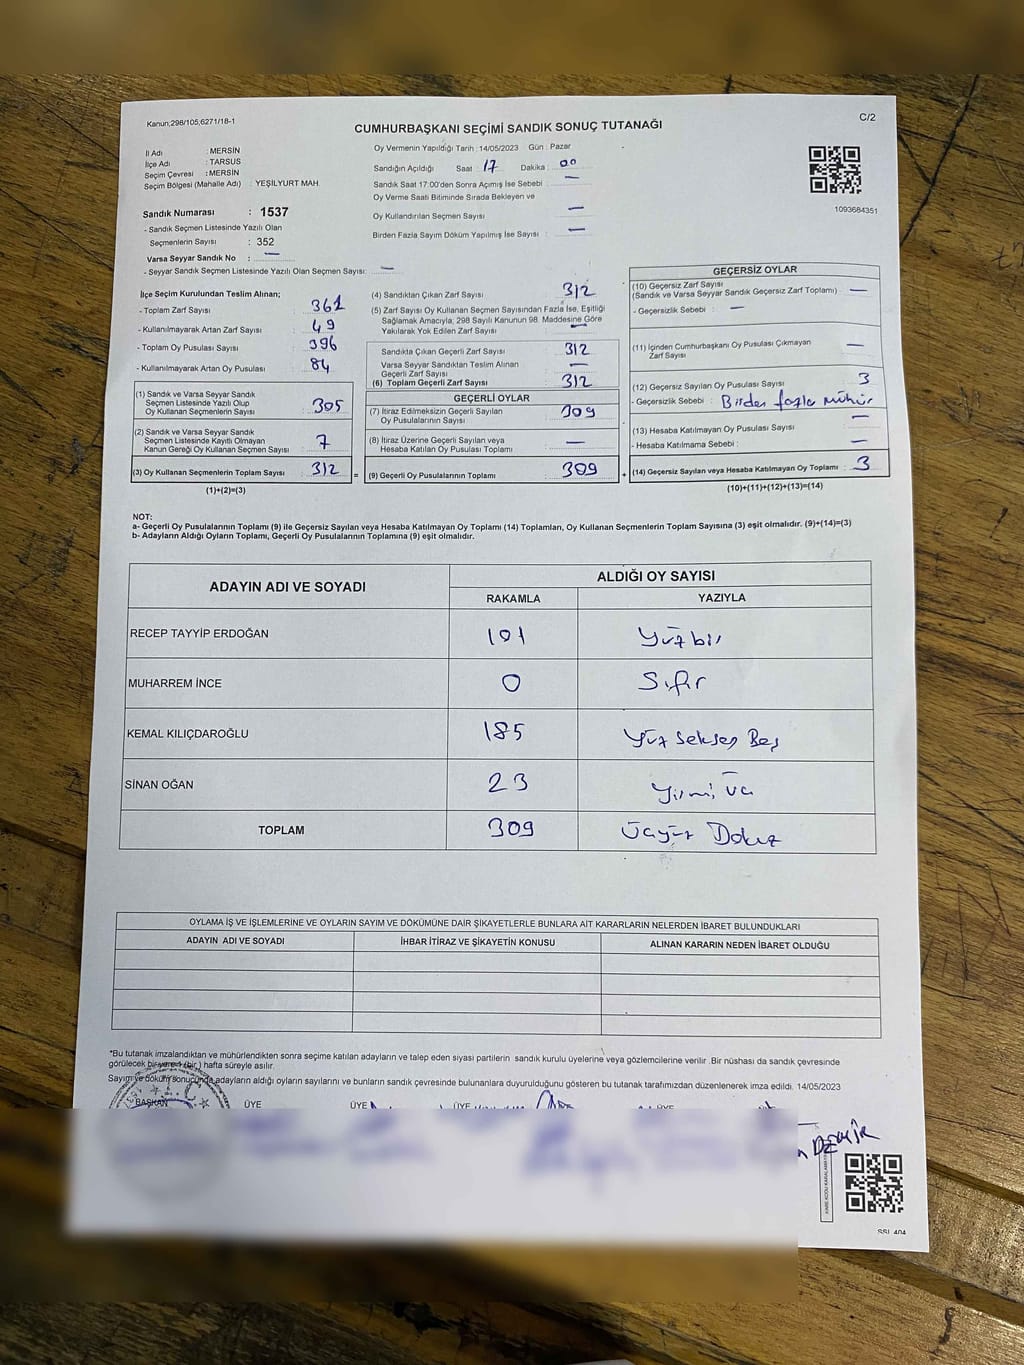 Kanun;298/105,6271/18-1
C/2
CUMHURBAŞKANI SEÇİMİ SANDIK SONUÇ TUTANAĞI
İl Adı : MERSİN
İlçe Adı : TARSUS
Seçim Çevresi : MERSİN
Seçim Bölgesi (Mahalle Adı) : YEŞİLYURT MAH.
Sandık Numarası : 1537
- Sandık Seçmen Listesinde Yazılı Olan
Seçmenlerin Sayısı : 352
Varsa Seyyar Sandık No : —
- Seyyar Sandık Seçmen Listesinde Yazılı Olan Seçmen Sayısı: —
Oy Vermenin Yapıldığı Tarih : 14/05/2023 Gün : Pazar
Sandığın Açıldığı Saat : 17 Dakika : 00
Sandık Saat 17:00'den Sonra Açımış İse Sebebi : —
Oy Verme Saati Bitiminde Sırada Bekleyen ve
Oy Kullandırılan Seçmen Sayısı : —
Birden Fazla Sayım Döküm Yapılmış İse Sayısı : —
1093684351
İlçe Seçim Kurulundan Teslim Alınan;
- Toplam Zarf Sayısı : 361
- Kullanılmayarak Artan Zarf Sayısı : 49
- Toplam Oy Pusulası Sayısı : 396
- Kullanılmayarak Artan Oy Pusulası : 84
(1) Sandık ve Varsa Seyyar Sandık
Seçmen Listesinde Yazılı Olup
Oy Kullanan Seçmenlerin Sayısı : 305
(2) Sandık ve Varsa Seyyar Sandık
Seçmen Listesinde Kayıtlı Olmayan
Kanun Gereği Oy Kullanan Seçmen Sayısı : 7
(3) Oy Kullanan Seçmenlerin Toplam Sayısı : 312
(1)+(2)=(3)
(4) Sandıktan Çıkan Zarf Sayısı : 312
(5) Zarf Sayısı Oy Kullanan Seçmen Sayısından Fazla İse, Eşitliği
Sağlamak Amacıyla, 298 Sayılı Kanunun 98. Maddesine Göre
Yakılarak Yok Edilen Zarf Sayısı : —
Sandıkta Çıkan Geçerli Zarf Sayısı : 312
Varsa Seyyar Sandıktan Teslim Alınan
Geçerli Zarf Sayısı : —
(6) Toplam Geçerli Zarf Sayısı : 312
GEÇERLİ OYLAR
(7) İtiraz Edilmeksizin Geçerli Sayılan
Oy Pusulalarının Sayısı : 309
(8) İtiraz Üzerine Geçerli Sayılan veya
Hesaba Katılan Oy Pusulası Toplamı : —
(9) Geçerli Oy Pusulalarının Toplamı : 309
GEÇERSİZ OYLAR
(10) Geçersiz Zarf Sayısı
(Sandık ve Varsa Seyyar Sandık Geçersiz Zarf Toplamı) : —
- Geçersizlik Sebebi : —
(11) İçinden Cumhurbaşkanı Oy Pusulası Çıkmayan
Zarf Sayısı : —
(12) Geçersiz Sayılan Oy Pusulası Sayısı : 3
- Geçersizlik Sebebi : Birden fazla mühür
(13) Hesaba Katılmayan Oy Pusulası Sayısı : —
- Hesaba Katılmama Sebebi : —
(14) Geçersiz Sayılan veya Hesaba Katılmayan Oy Toplamı : 3
(10)+(11)+(12)+(13)=(14)
NOT:
a- Geçerli Oy Pusulalarının Toplamı (9) ile Geçersiz Sayılan veya Hesaba Katılmayan Oy Toplamı (14) Toplamları, Oy Kullanan Seçmenlerin Toplam Sayısına (3) eşit olmalıdır. (9)+(14)=(3)
b- Adayların Aldığı Oyların Toplamı, Geçerli Oy Pusulalarının Toplamına (9) eşit olmalıdır.
ADAYIN ADI VE SOYADI
ALDIĞI OY SAYISI
RAKAMLA YAZIYLA
RECEP TAYYİP ERDOĞAN 101 Yüzbir
MUHARREM İNCE 0 Sıfır
KEMAL KILIÇDAROĞLU 185 Yüz Seksen Beş
SİNAN OĞAN 23 Yirmi üç
TOPLAM 309 Üçyüz Dokuz
OYLAMA İŞ VE İŞLEMLERİNE VE OYLARIN SAYIM VE DÖKÜMÜNE DAİR ŞİKAYETLERLE BUNLARA AİT KARARLARIN NELERDEN İBARET BULUNDUKLARI
ADAYIN ADI VE SOYADI İHBAR İTİRAZ VE ŞİKAYETİN KONUSU ALINAN KARARIN NEDEN İBARET OLDUĞU
*Bu tutanak imzalandıktan ve mühürlendikten sonra seçime katılan adayların ve talep eden siyasi partilerin sandık kurulu üyelerine veya gözlemcilerine verilir .Bir nüshası da sandık çevresinde
görülecek bir yere 1 (bir ) hafta süreyle asılır.
Sayım ve döküm sonucunda adayların aldığı oyların sayılarını ve bunların sandık çevresinde bulunanlara duyurulduğunu gösteren bu tutanak tarafımızdan düzenlenerek imza edildi. 14/05/2023
BAŞKAN ÜYE ÜYE ÜYE ÜYE
SSI_404